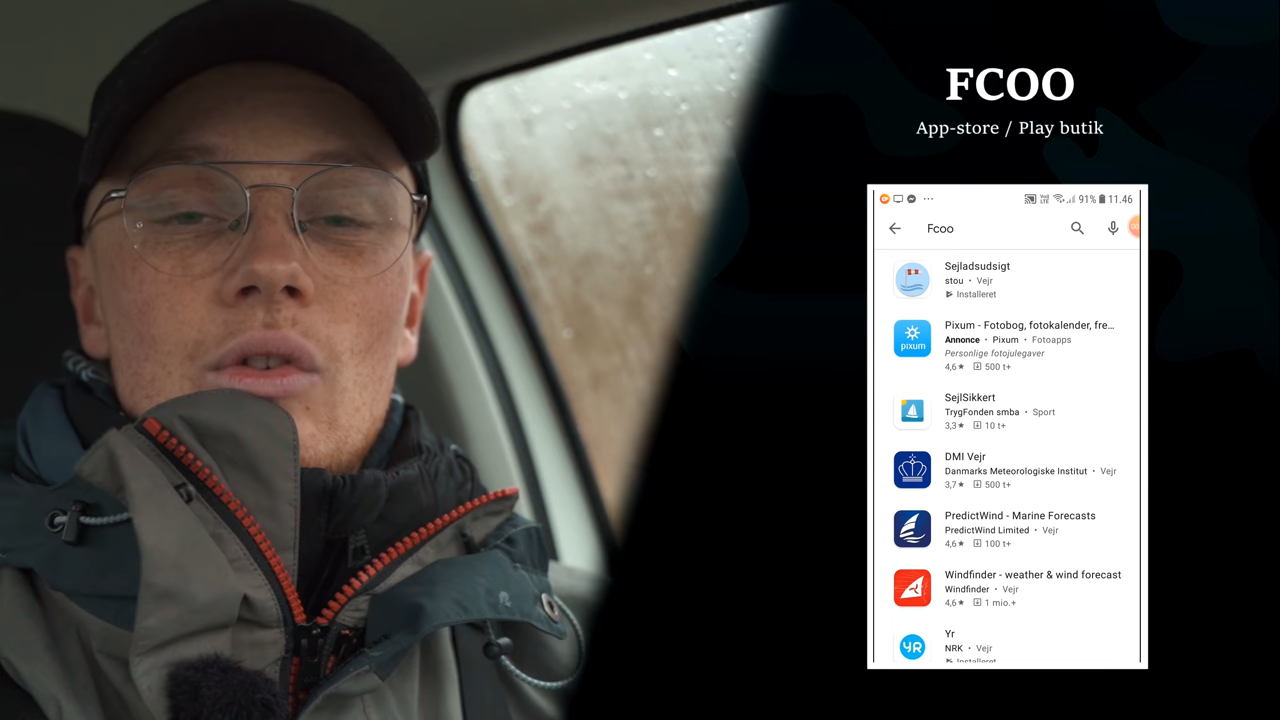 FCOO
App-store / Play butik
91% 11.46
Fcoo
Sejladsudsigt
stou • Vejr
Installeret
Pixum - Fotobog, fotokalender, fre...
Annonce • Pixum • Fotoapps
Personlige fotojulegaver
4,6★ 500 t+
pixum
SejlSikkert
TrygFonden smba • Sport
3,3★ 10 t+
DMI Vejr
Danmarks Meteorologiske Institut • Vejr
3,7★ 500 t+
PredictWind - Marine Forecasts
PredictWind Limited • Vejr
4,6★ 100 t+
Windfinder - weather & wind forecast
Windfinder • Vejr
4,6★ 1 mio.+
Yr
NRK • Vejr
Installeret
YR